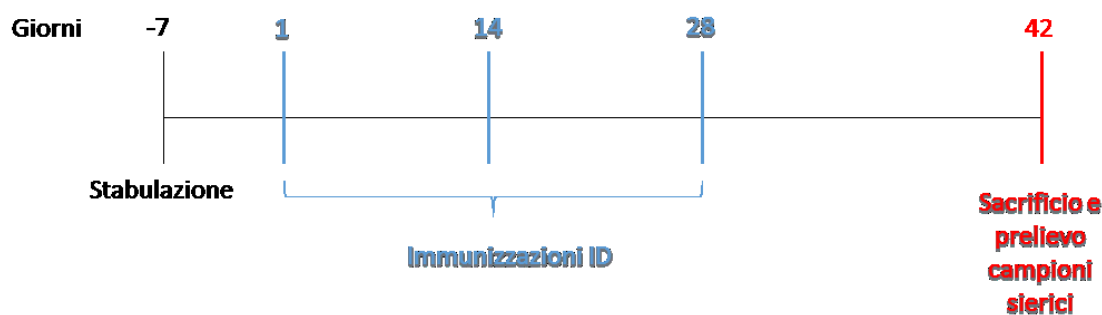 Giorni -7 1 14 28 42
Stabulazione
Immunizzazioni ID
Sacrificio e
prelievo
campioni
sierici